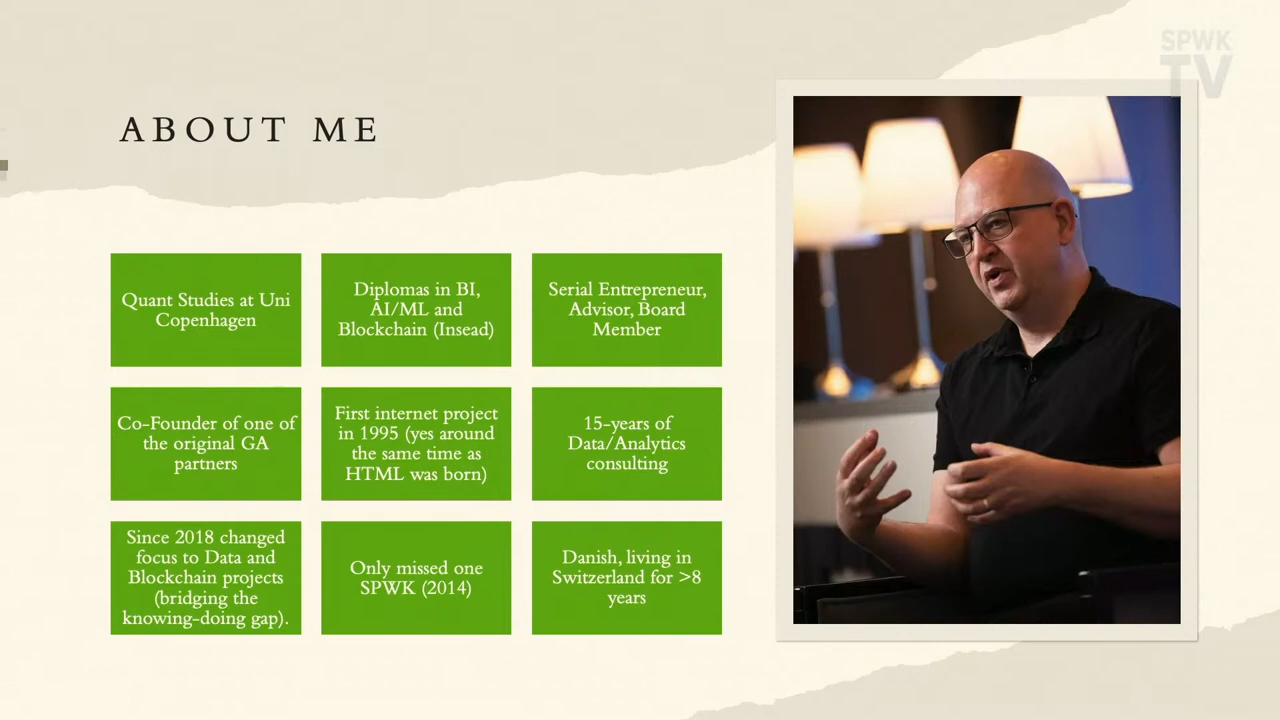 SPWK
TV
ABOUT ME
Quant Studies at Uni
Copenhagen
Diplomas in BI,
AI/ML and
Blockchain (Insead)
Serial Entrepreneur,
Advisor, Board
Member
Co-Founder of one of
the original GA
partners
First internet project
in 1995 (yes around
the same time as
HTML was born)
15-years of
Data/Analytics
consulting
Since 2018 changed
focus to Data and
Blockchain projects
(bridging the
knowing-doing gap).
Only missed one
SPWK (2014)
Danish, living in
Switzerland for >8
years